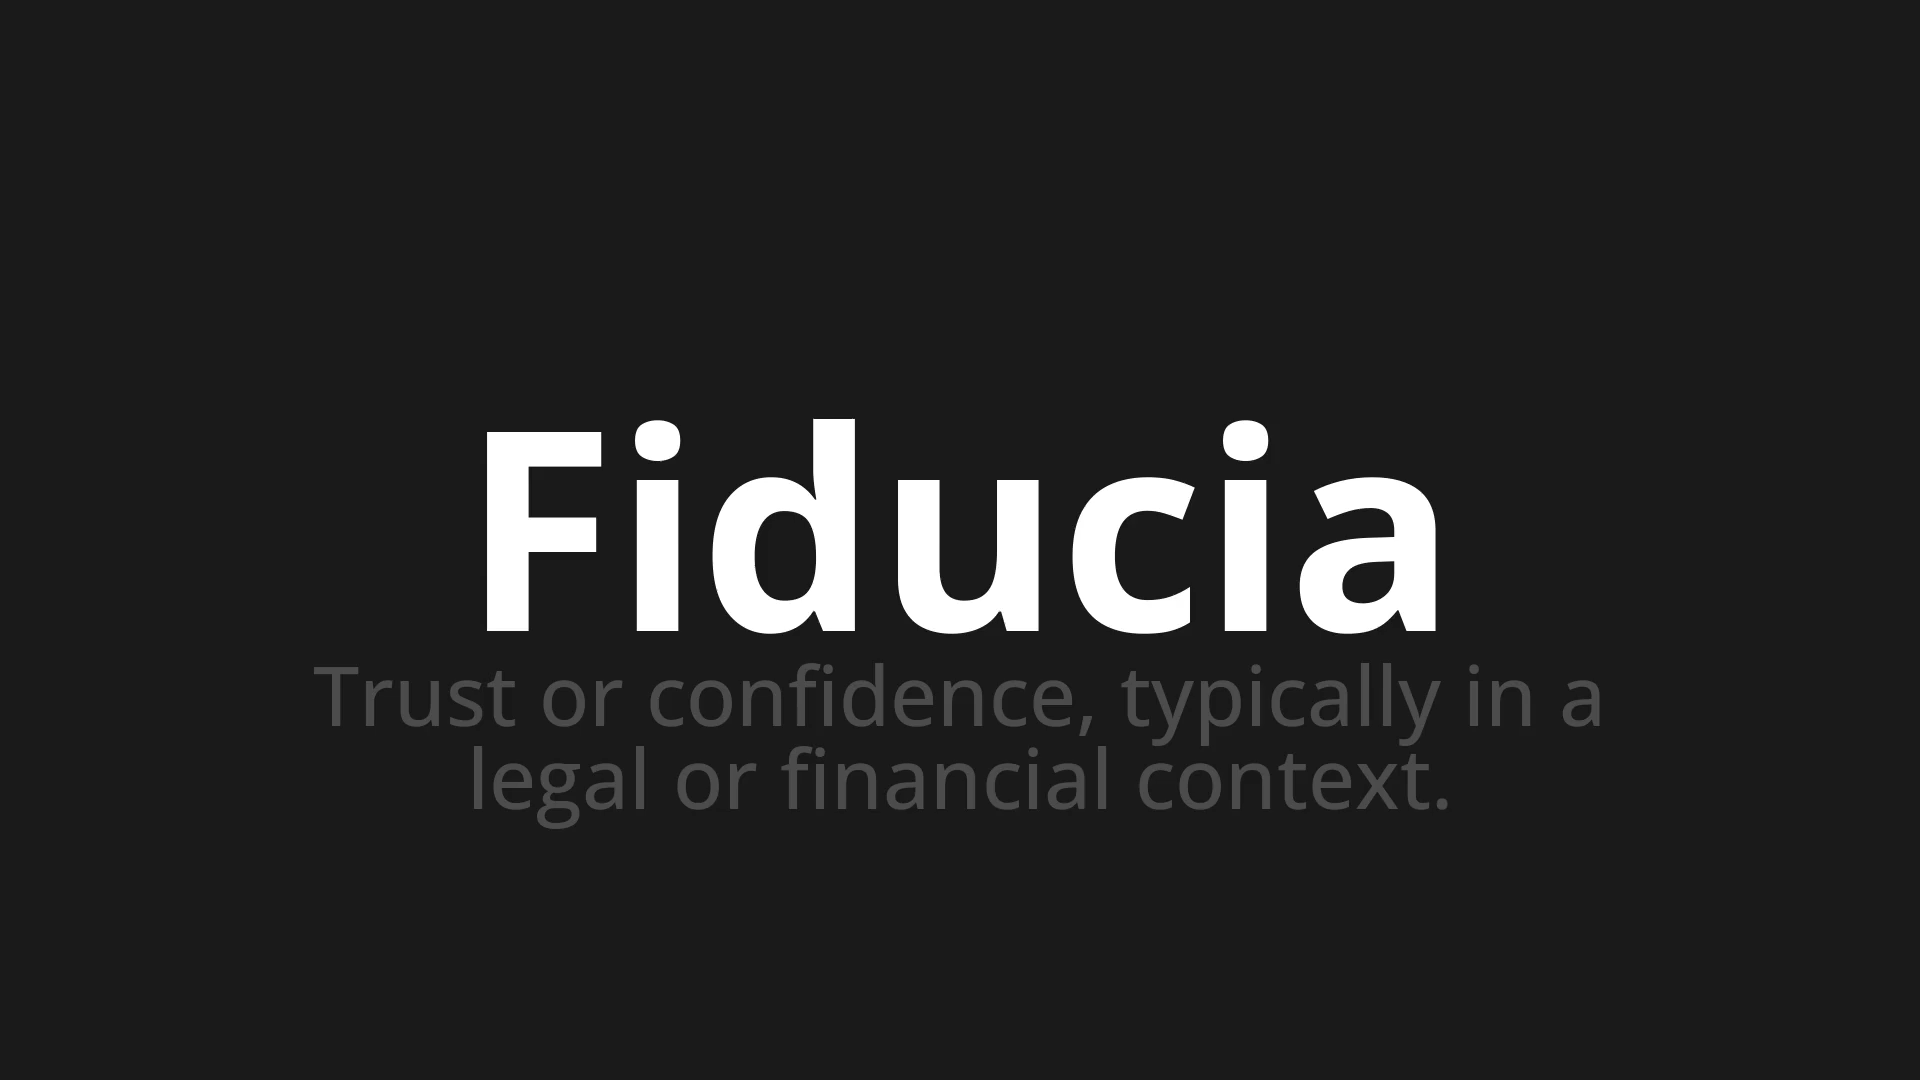 Fiducia
Trust or confidence, typically in a
legal or financial context.